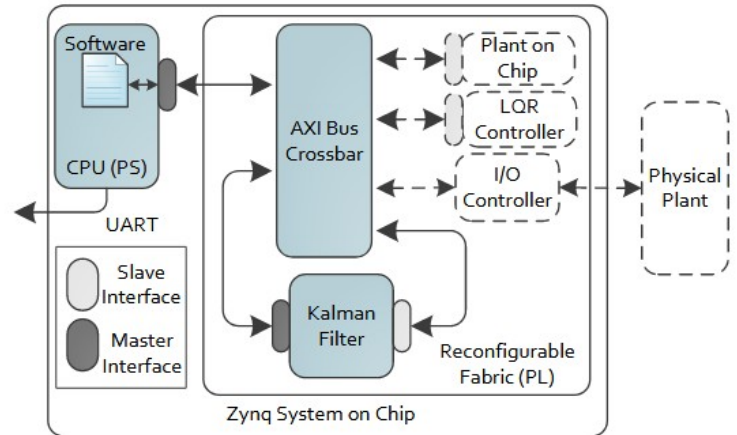 Software
CPU (PS)
UART
Slave
Interface
Master
Interface
AXI Bus
Crossbar
Plant on
Chip
LQR
Controller
I/O
Controller
Physical
Plant
Kalman
Filter
Reconfigurable
Fabric (PL)
Zynq System on Chip